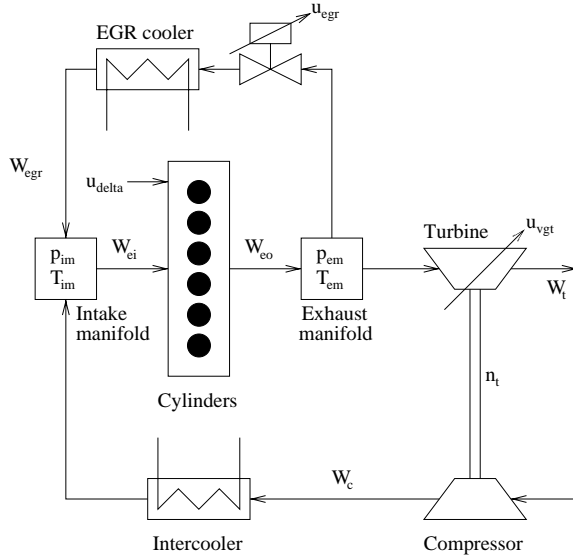 u_egr
EGR cooler
W_egr
u_delta
Turbine
u_vgt
p_im
T_im
W_ei
W_eo
p_em
T_em
W_t
Intake
manifold
Exhaust
manifold
n_t
Cylinders
W_c
Intercooler
Compressor